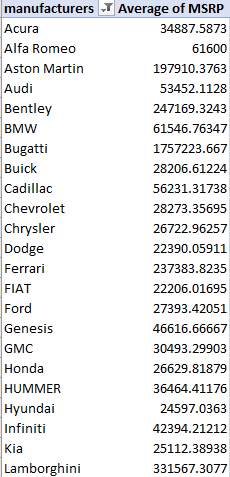 manufacturers Average of MSRP
Acura 34887.5873
Alfa Romeo 61600
Aston Martin 197910.3763
Audi 53452.1128
Bentley 247169.3243
BMW 61546.76347
Bugatti 1757223.667
Buick 28206.61224
Cadillac 56231.31738
Chevrolet 28273.35695
Chrysler 26722.96257
Dodge 22390.05911
Ferrari 237383.8235
FIAT 22206.01695
Ford 27393.42051
Genesis 46616.66667
GMC 30493.29903
Honda 26629.81879
HUMMER 36464.41176
Hyundai 24597.0363
Infiniti 42394.21212
Kia 25112.38938
Lamborghini 331567.3077